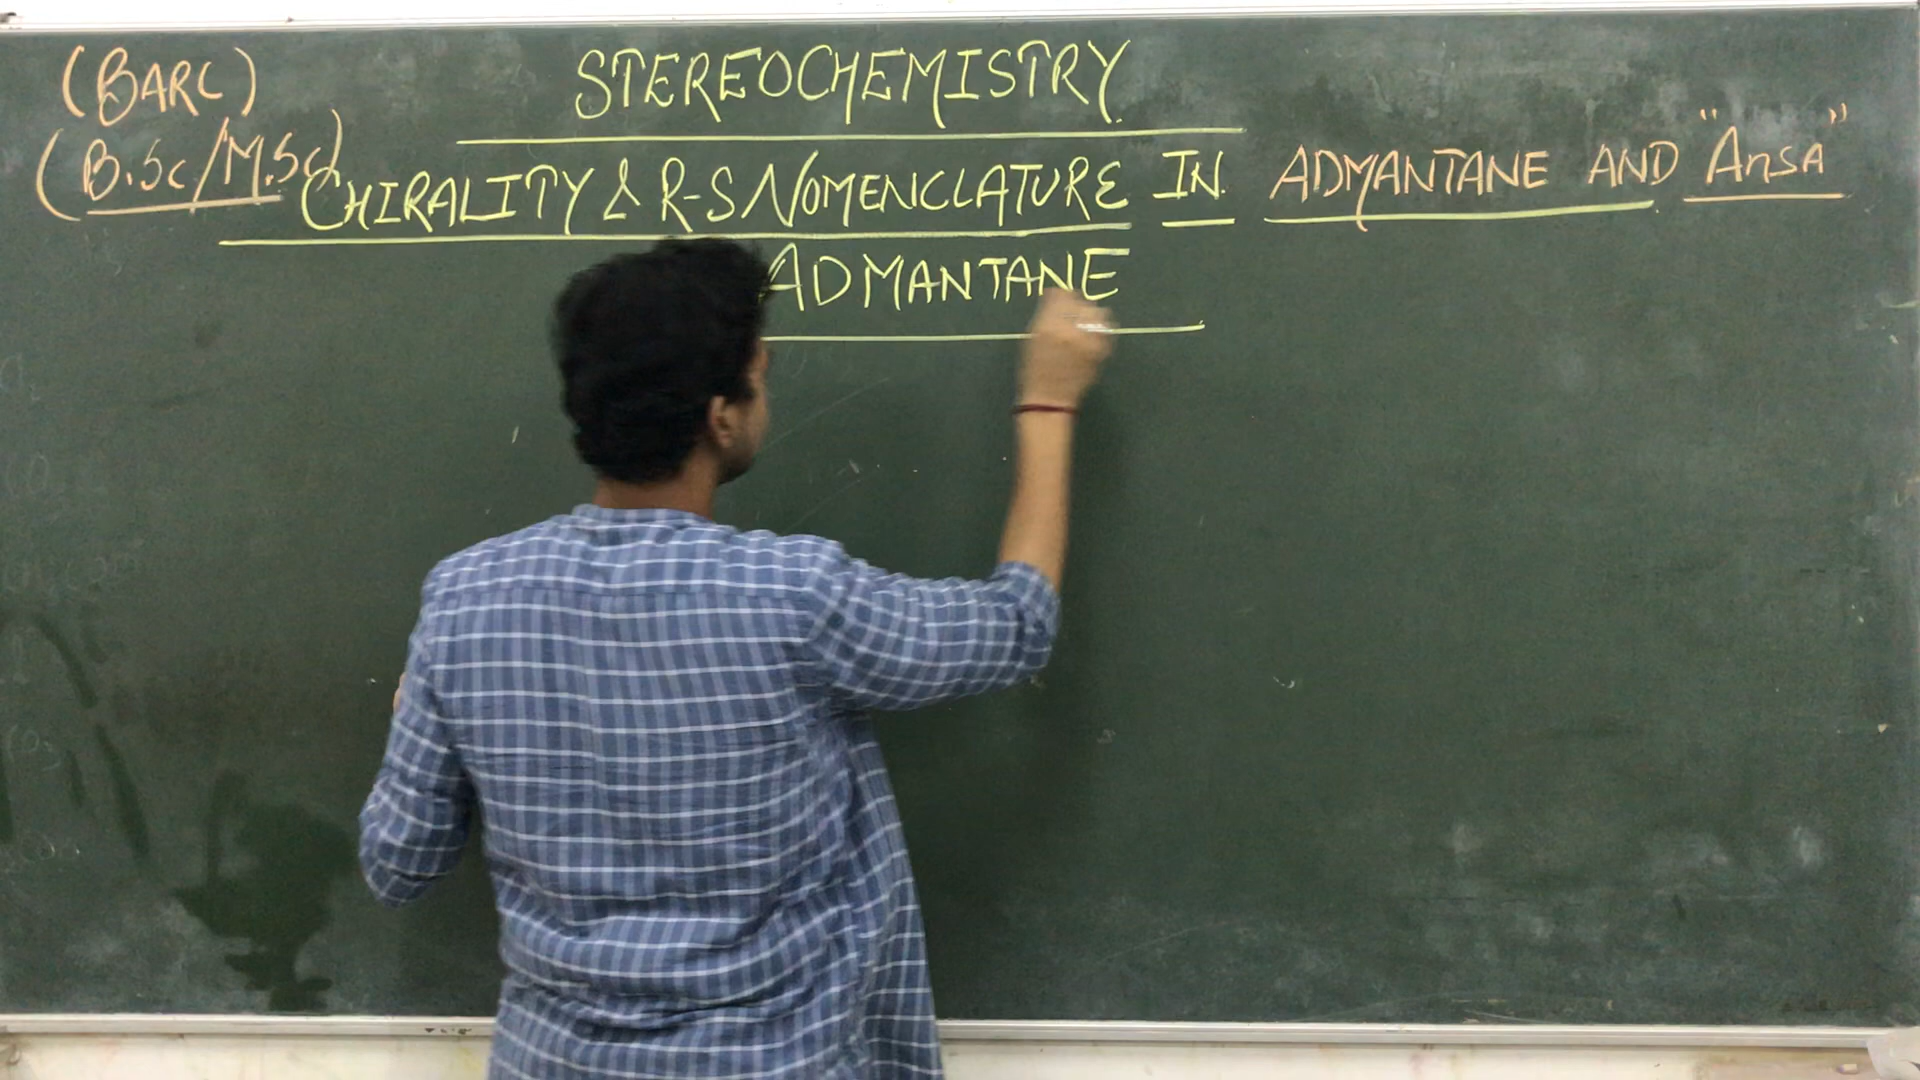 (BARC)
STEREOCHEMISTRY
(B.Sc/M.Sc)
CHIRALITY & R-S NOMENCLATURE IN ADMANTANE AND "Ansa"
ADMANTANE